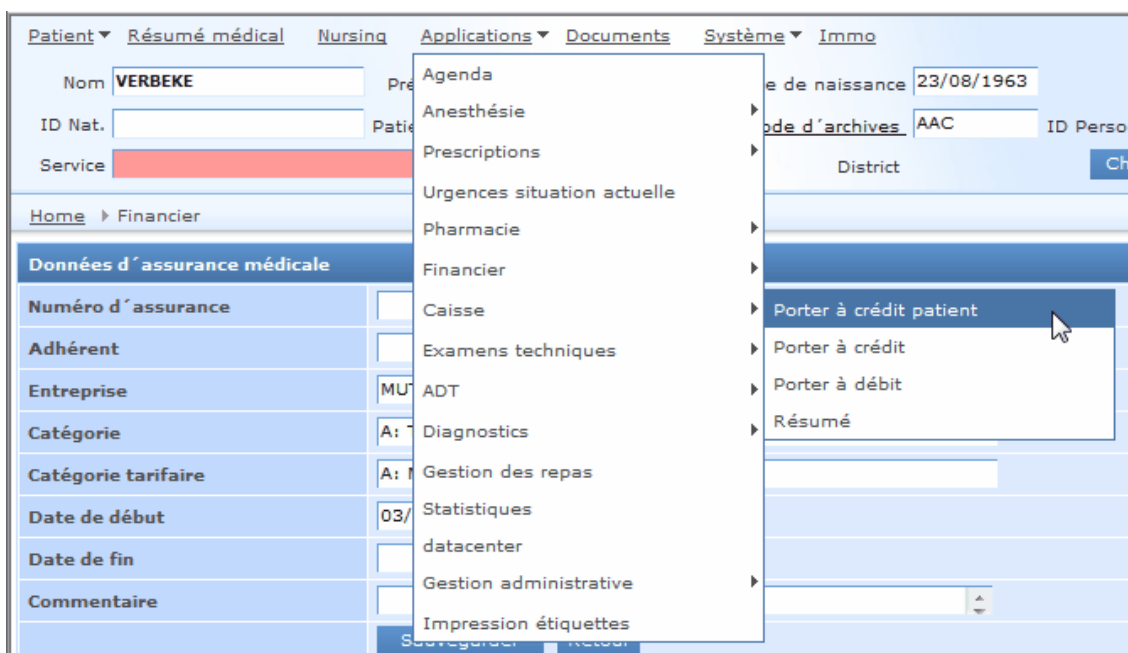 Patient Résumé médical Nursing Applications Documents Système Immo
Nom VERBEKE
e de naissance 23/08/1963
ID Nat.
ode d´archives AAC ID Perso
Service
District
Home Financier
Données d´assurance médicale
Numéro d´assurance
Adhérent
Entreprise
Catégorie A:
Catégorie tarifaire A:
Date de début 03/
Date de fin
Commentaire
Agenda
Anesthésie
Prescriptions
Urgences situation actuelle
Pharmacie
Financier
Caisse
Examens techniques
ADT
Diagnostics
Gestion des repas
Statistiques
datacenter
Gestion administrative
Impression étiquettes
Porter à crédit patient
Porter à crédit
Porter à débit
Résumé